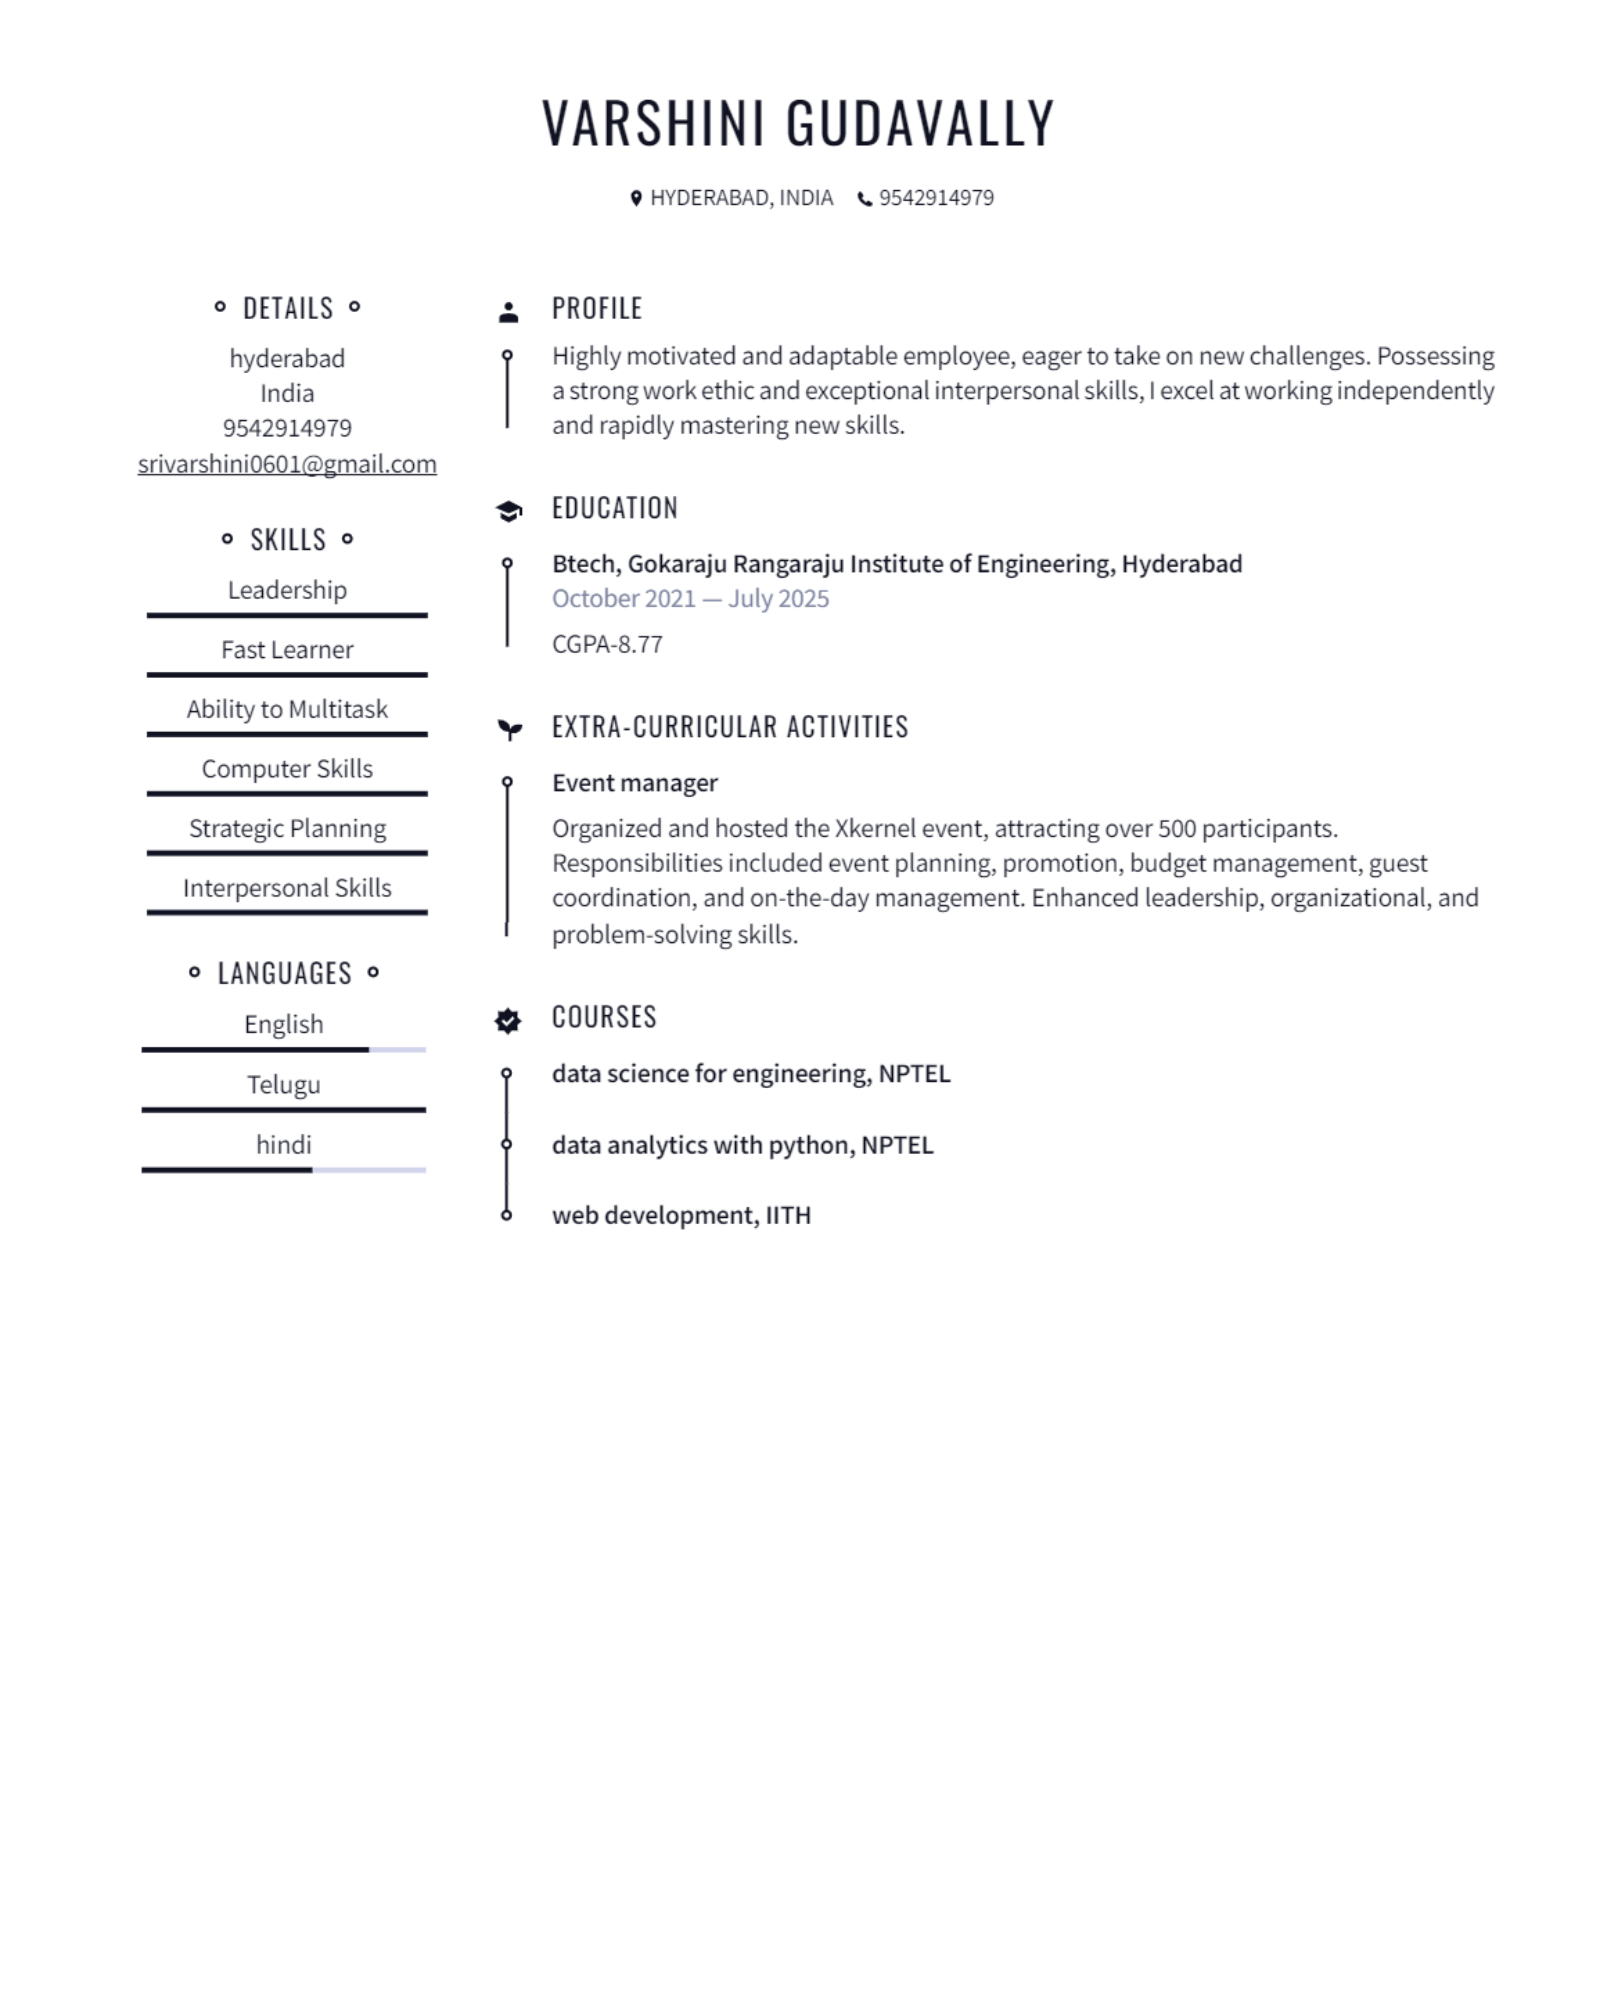 VARSHINI GUDAVALLY
HYDERABAD, INDIA 9542914979
DETAILS
hyderabad
India
9542914979
srivarshini0601@gmail.com
SKILLS
Leadership
Fast Learner
Ability to Multitask
Computer Skills
Strategic Planning
Interpersonal Skills
LANGUAGES
English
Telugu
hindi
PROFILE
Highly motivated and adaptable employee, eager to take on new challenges. Possessing
a strong work ethic and exceptional interpersonal skills, I excel at working independently
and rapidly mastering new skills.
EDUCATION
Btech, Gokaraju Rangaraju Institute of Engineering, Hyderabad
October 2021 — July 2025
CGPA-8.77
EXTRA-CURRICULAR ACTIVITIES
Event manager
Organized and hosted the Xkernel event, attracting over 500 participants.
Responsibilities included event planning, promotion, budget management, guest
coordination, and on-the-day management. Enhanced leadership, organizational, and
problem-solving skills.
COURSES
data science for engineering, NPTEL
data analytics with python, NPTEL
web development, IITH